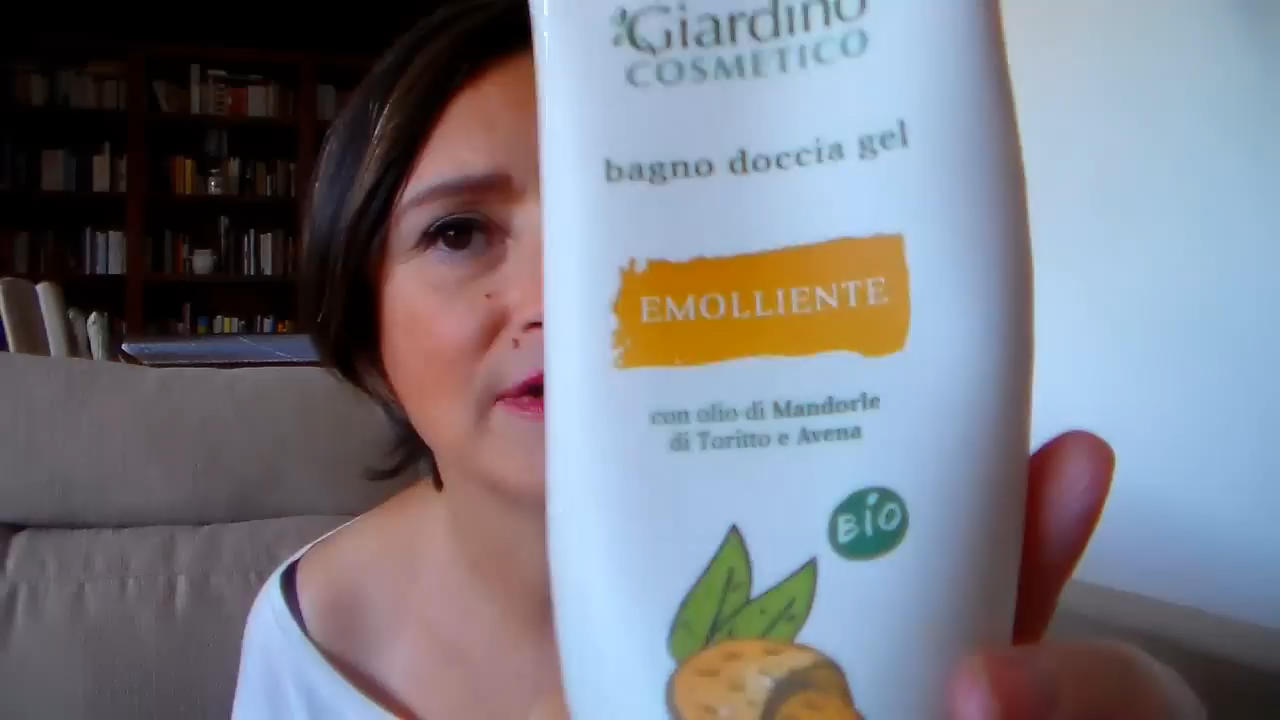 Giardino
COSMETICO
bagno doccia gel
EMOLLIENTE
con olio di Mandorle
di Toritto e Avena
BIO